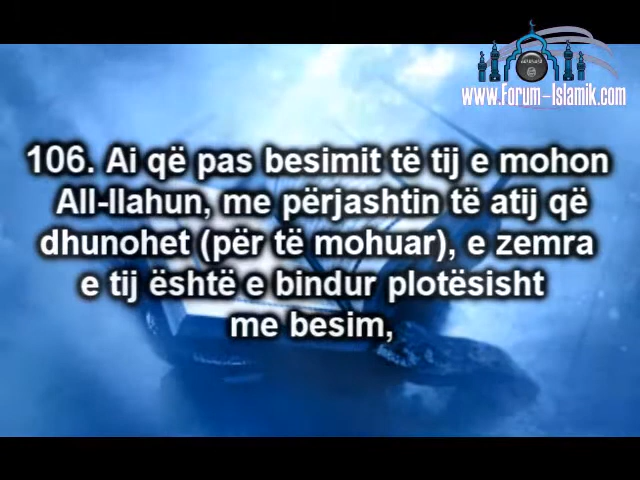 www.Forum-Islamik.com
106. Ai që pas besimit të tij e mohon
All-llahun, me përjashtin të atij që
dhunohet (për të mohuar), e zemra
e tij është e bindur plotësisht
me besim,